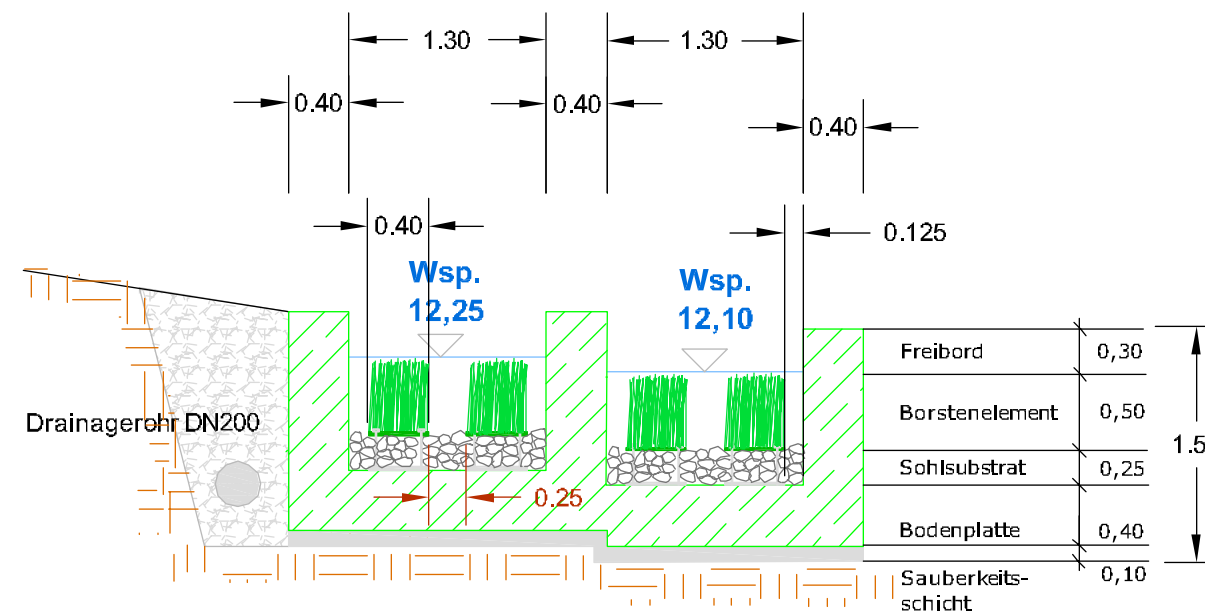 1.30
1.30
0.40
0.40
0.40
0.40
0.125
Wsp.
12,25
Wsp.
12,10
Freibord
0,30
Borstenelement
0,50
Drainagerohr DN200
1.5
Sohlsubstrat
0,25
0.25
Bodenplatte
0,40
Sauberkeits-
schicht
0,10